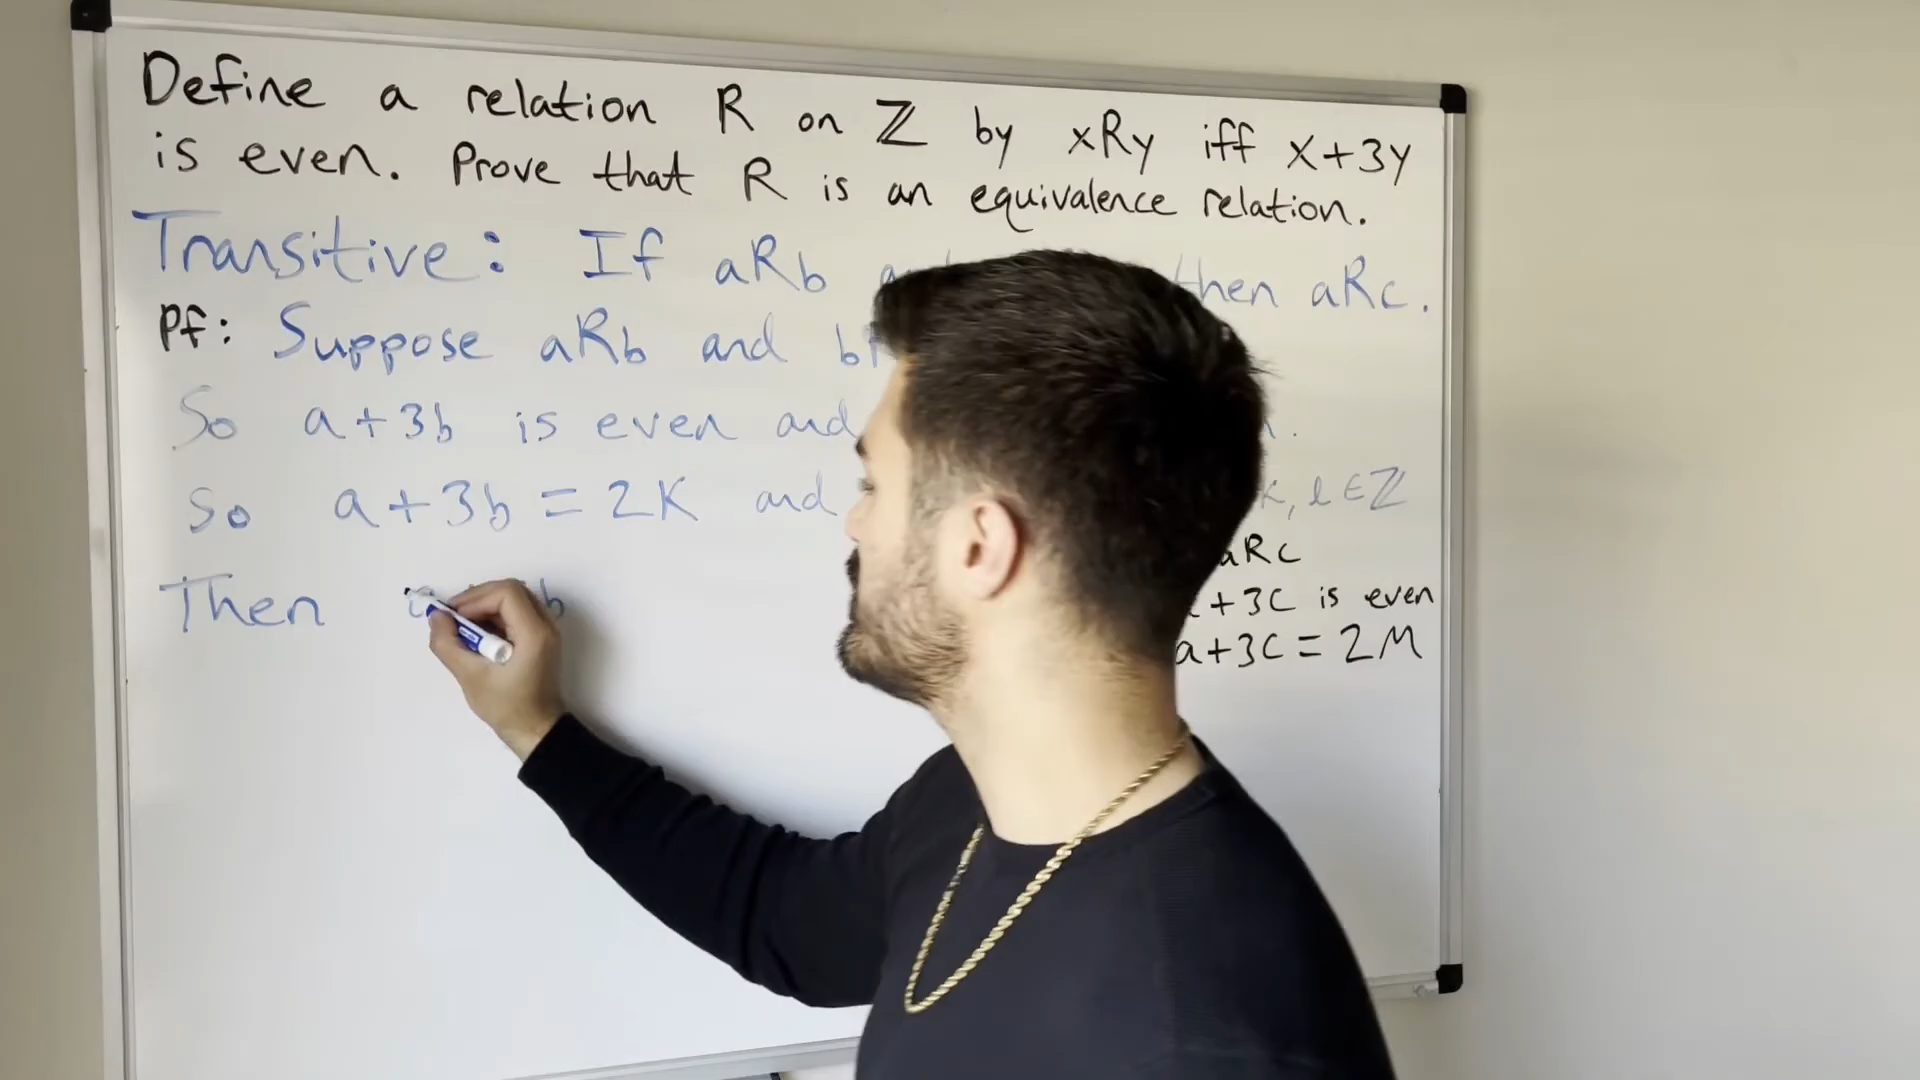 Define a relation R on ℤ by xRy iff x+3y
is even. Prove that R is an equivalence relation.
Transitive: If aRb then aRc.
Pf: Suppose aRb and
So a+3b is even and
So a+3b = 2K and K, l ∈ ℤ
aRc
Then b
+3C is even
a+3C = 2M